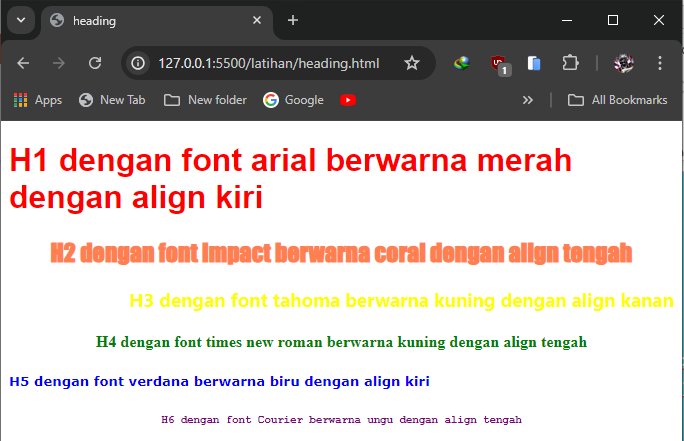 heading
127.0.0.1:5500/latihan/heading.html
1
Apps New Tab New folder Google All Bookmarks
H1 dengan font arial berwarna merah
dengan align kiri
H2 dengan font impact berwarna coral dengan align tengah
H3 dengan font tahoma berwarna kuning dengan align kanan
H4 dengan font times new roman berwarna kuning dengan align tengah
H5 dengan font verdana berwarna biru dengan align kiri
H6 dengan font Courier berwarna ungu dengan align tengah